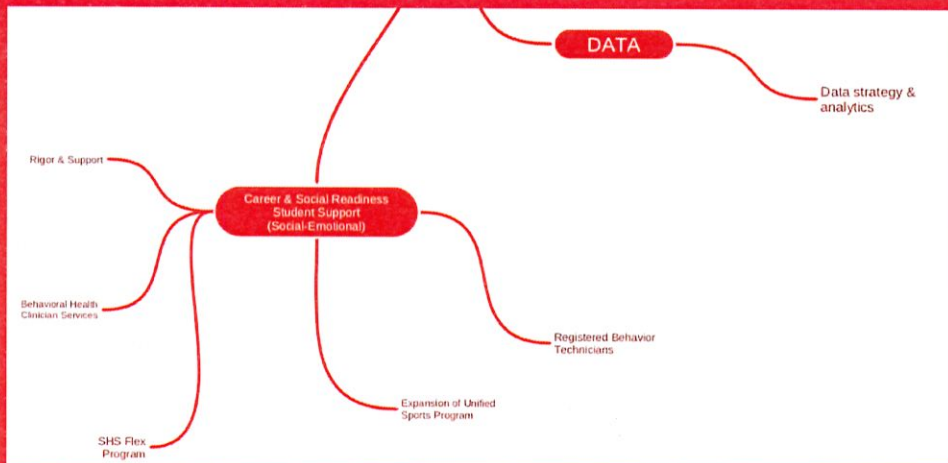 DATA
Data strategy &
analytics
Rigor & Support
Career & Social Readiness
Student Support
(Social-Emotional)
Behavioral Health
Clinician Services
Registered Behavior
Technicians
Expansion of Unified
Sports Program
SHS Flex
Program